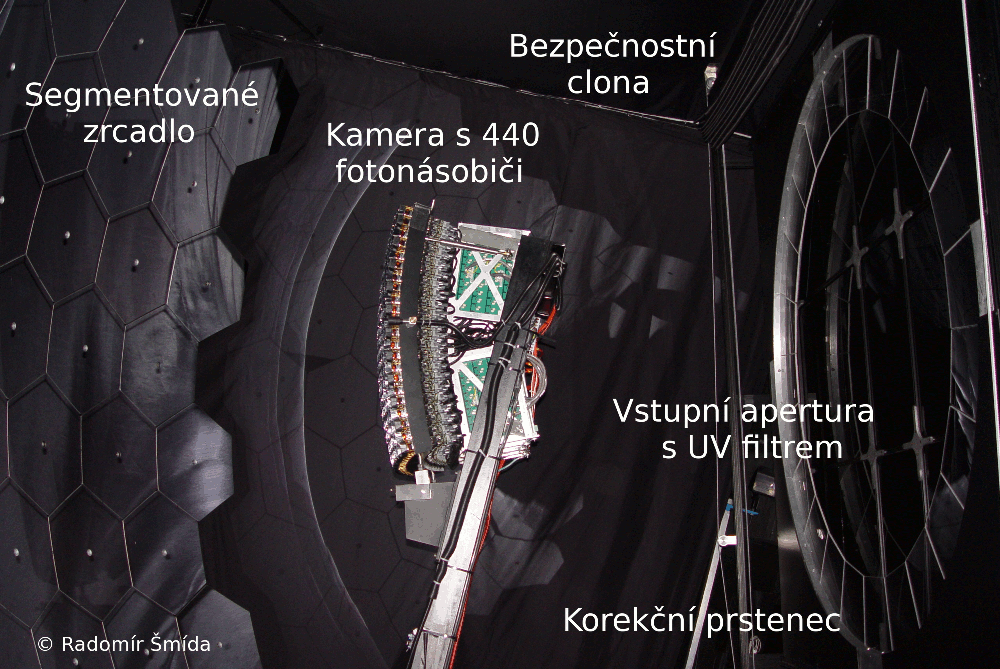 Bezpečnostní
clona
Segmentované
zrcadlo
Kamera s 440
fotonásobiči
Vstupní apertura
s UV filtrem
Korekční prstenec
© Radomír Šmída